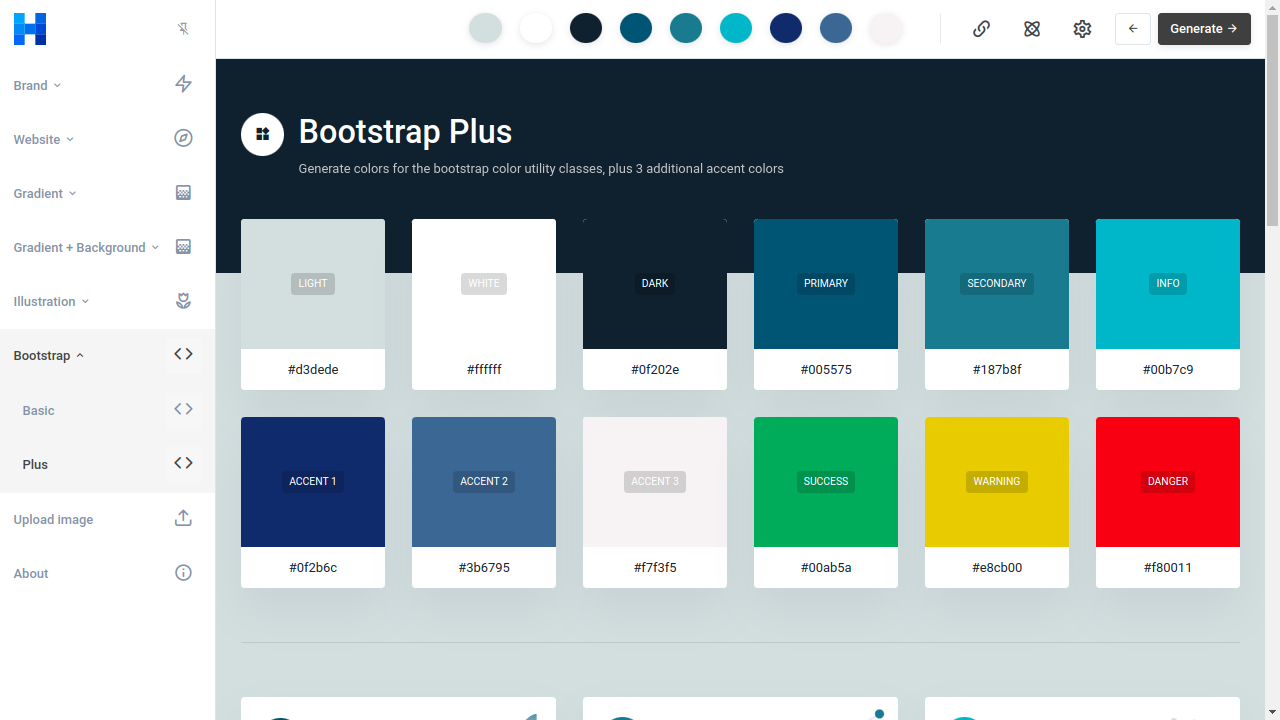 Generate →
Brand
Website
Gradient
Gradient + Background
Illustration
Bootstrap
Basic
Plus
Upload image
About
Bootstrap Plus
Generate colors for the bootstrap color utility classes, plus 3 additional accent colors
LIGHT WHITE DARK PRIMARY SECONDARY INFO
#d3dede #ffffff #0f202e #005575 #187b8f #00b7c9
ACCENT 1 ACCENT 2 ACCENT 3 SUCCESS WARNING DANGER
#0f2b6c #3b6795 #f7f3f5 #00ab5a #e8cb00 #f80011